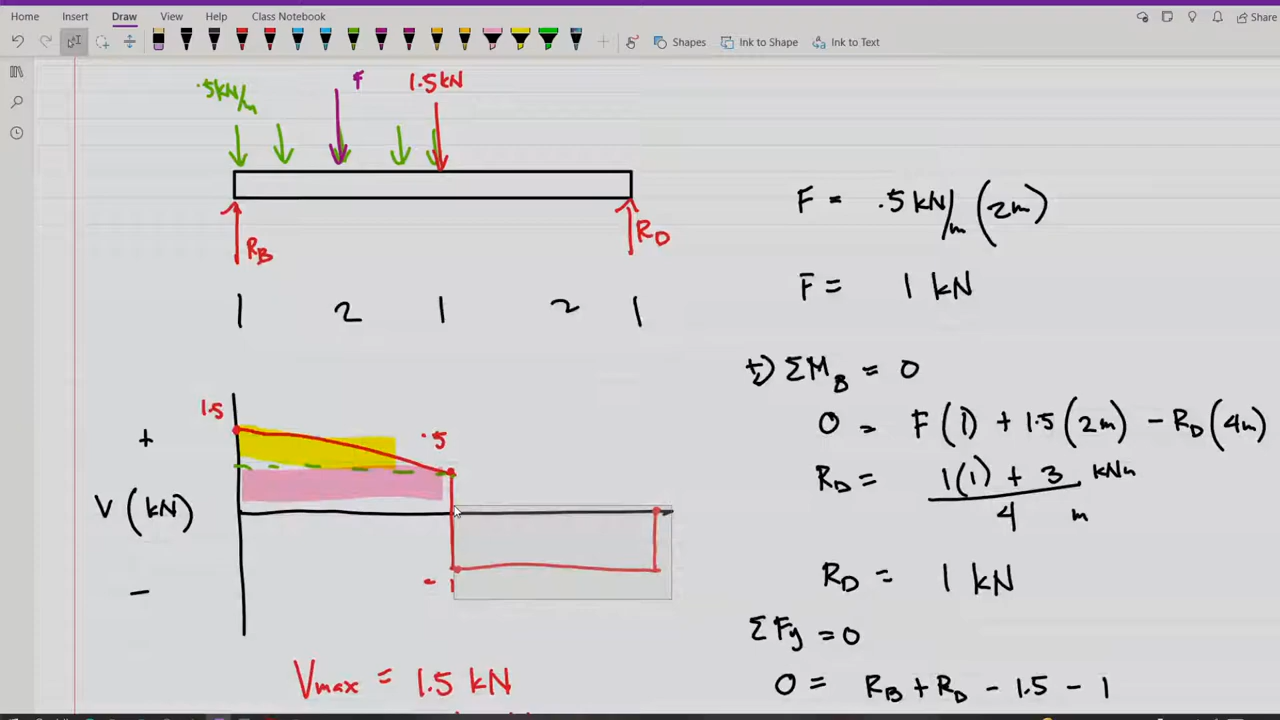 Home Insert Draw View Help Class Notebook Share
Shapes Ink to Shape Ink to Text
.5kN/m F 1.5kN
RB RD
1 2 1 2 1
F = .5 kN/m (2m)
F = 1 kN
+) ΣMB = 0
0 = F(1) + 1.5(2m) - RD(4m)
RD = 1(1) + 3 kNm
4 m
RD = 1 kN
ΣFy = 0
0 = RB + RD - 1.5 - 1
1.5
+ .5
V (kN)
- -1
Vmax = 1.5 kN